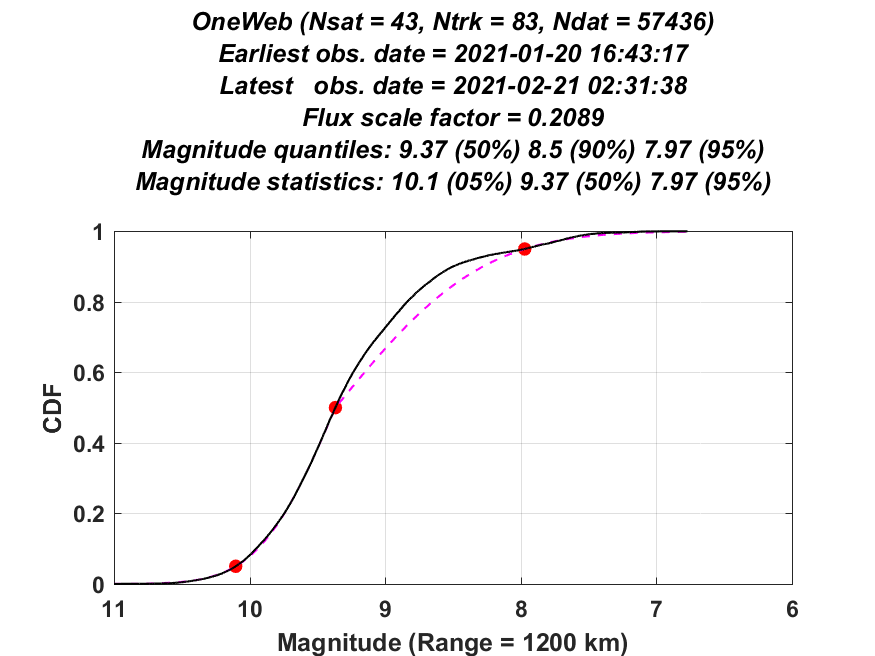 OneWeb (Nsat = 43, Ntrk = 83, Ndat = 57436)
Earliest obs. date = 2021-01-20 16:43:17
Latest obs. date = 2021-02-21 02:31:38
Flux scale factor = 0.2089
Magnitude quantiles: 9.37 (50%) 8.5 (90%) 7.97 (95%)
Magnitude statistics: 10.1 (05%) 9.37 (50%) 7.97 (95%)
1
0.8
0.6
0.4
0.2
0
CDF
11 10 9 8 7 6
Magnitude (Range = 1200 km)